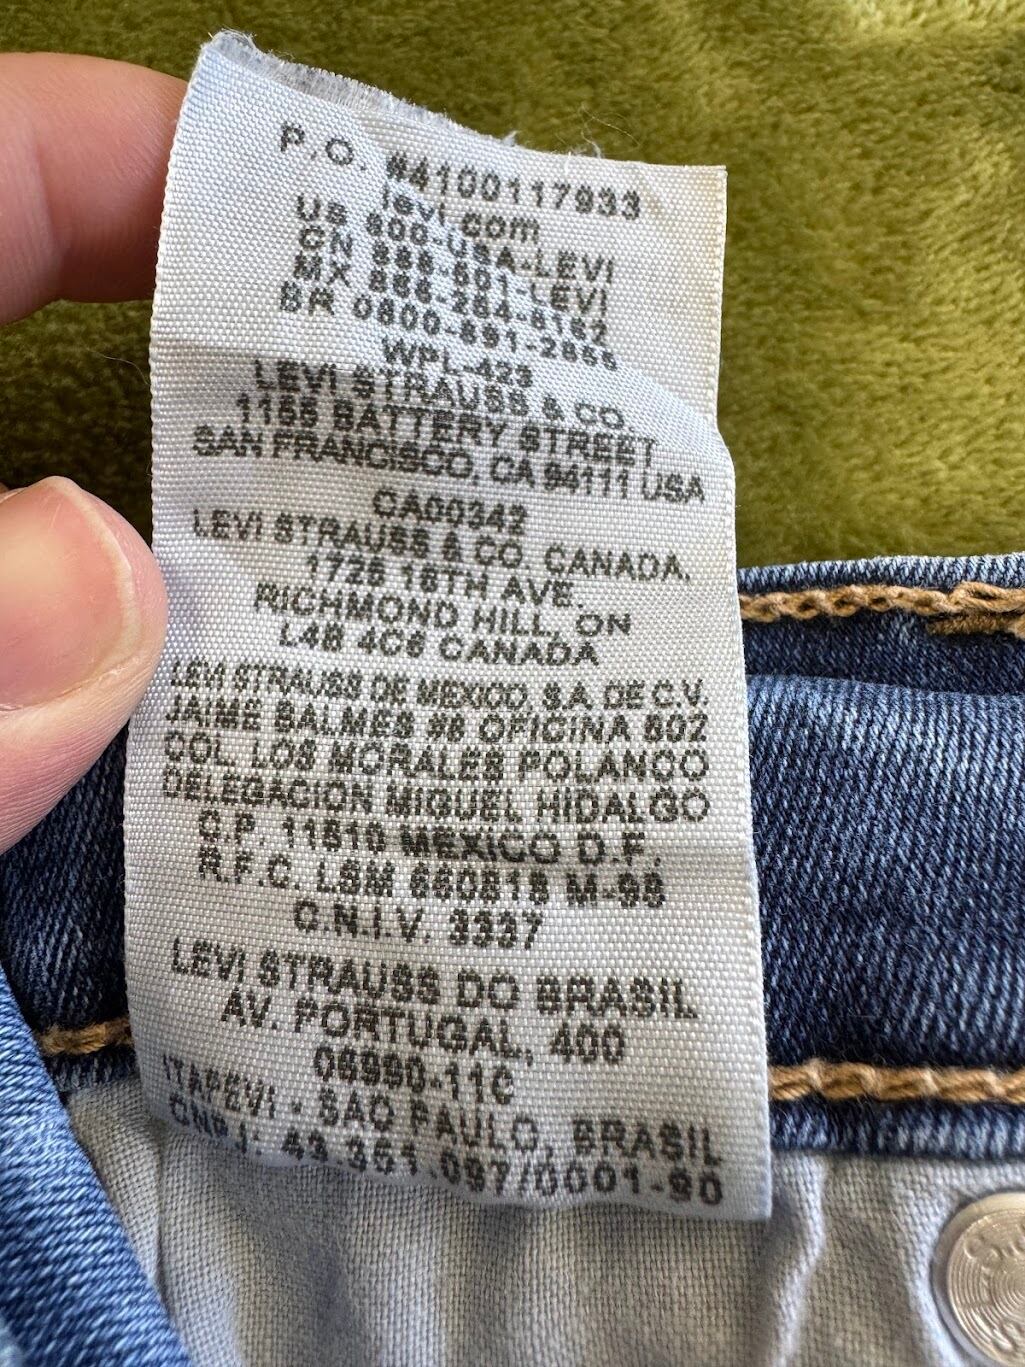 P.O. #4100117933
levi.com
US 800-USA-LEVI
CN 888-501-LEVI
MX 866-284-8162
BR 0800-891-2855
WPL-423
LEVI STRAUSS & CO.
1155 BATTERY STREET
SAN FRANCISCO, CA 94111 USA
CA00342
LEVI STRAUSS & CO. CANADA,
1725 16TH AVE.
RICHMOND HILL, ON
L4B 4C6 CANADA
LEVI STRAUSS DE MEXICO, S.A. DE C.V.
JAIME BALMES #8 OFICINA 602
COL. LOS MORALES POLANCO
DELEGACION MIGUEL HIDALGO
C.P. 11510 MEXICO D.F.
R.F.C. LSM 650818 M-98
C.N.I.V. 3337
LEVI STRAUSS DO BRASIL
AV. PORTUGAL, 400
06690-110
ITAPEVI - SAO PAULO, BRASIL
CNPJ: 43.351.097/0001-90